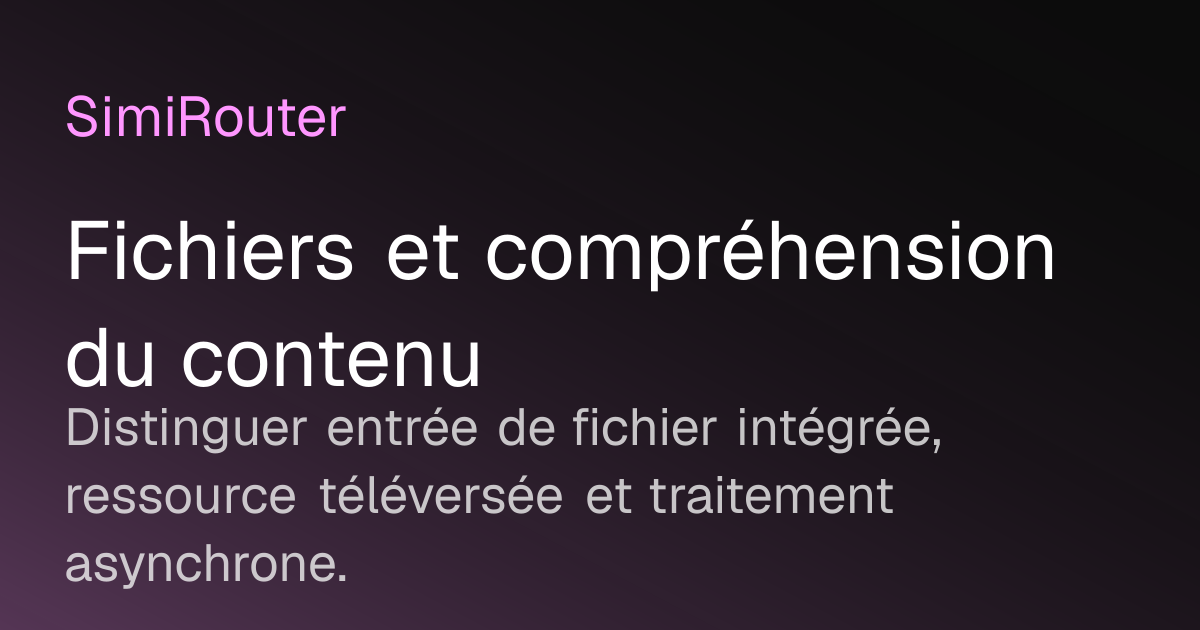 SimiRouter
Fichiers et compréhension
du contenu
Distinguer entrée de fichier intégrée,
ressource téléversée et traitement
asynchrone.